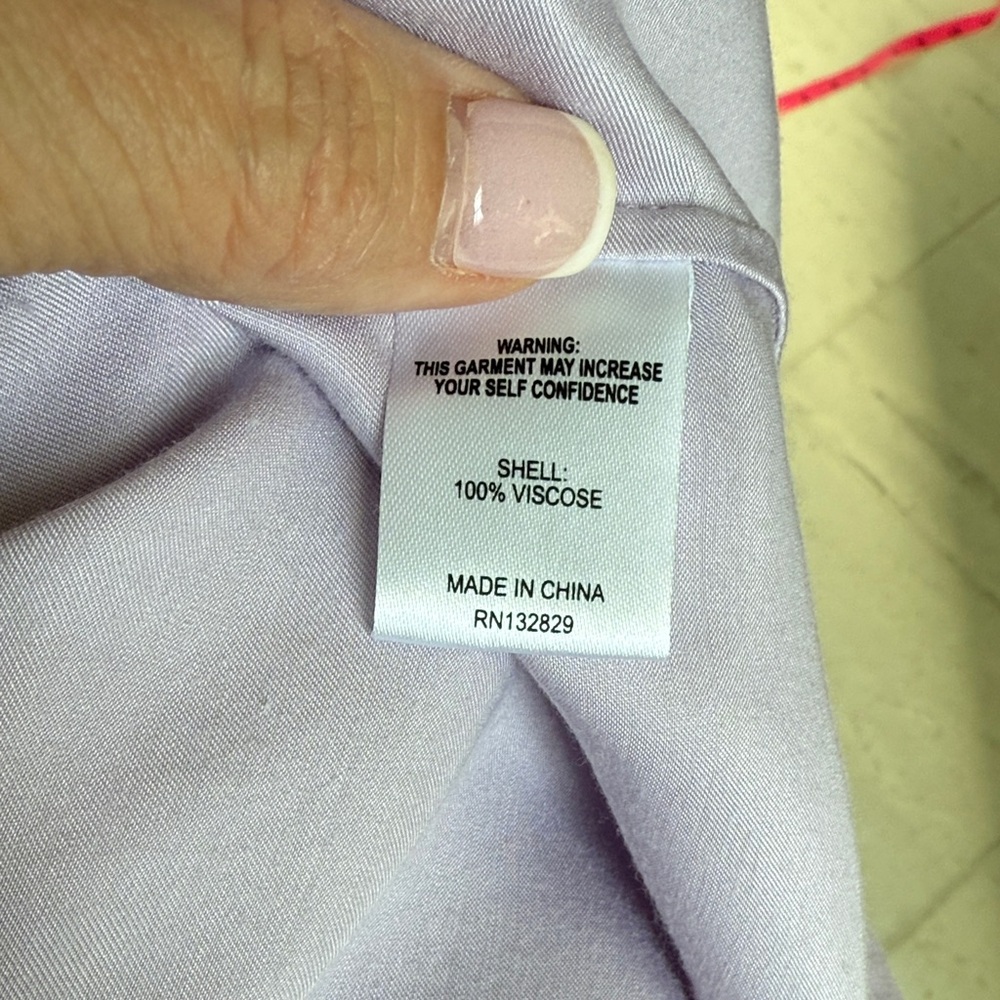 WARNING:
THIS GARMENT MAY INCREASE
YOUR SELF CONFIDENCE
SHELL:
100% VISCOSE
MADE IN CHINA
RN132829